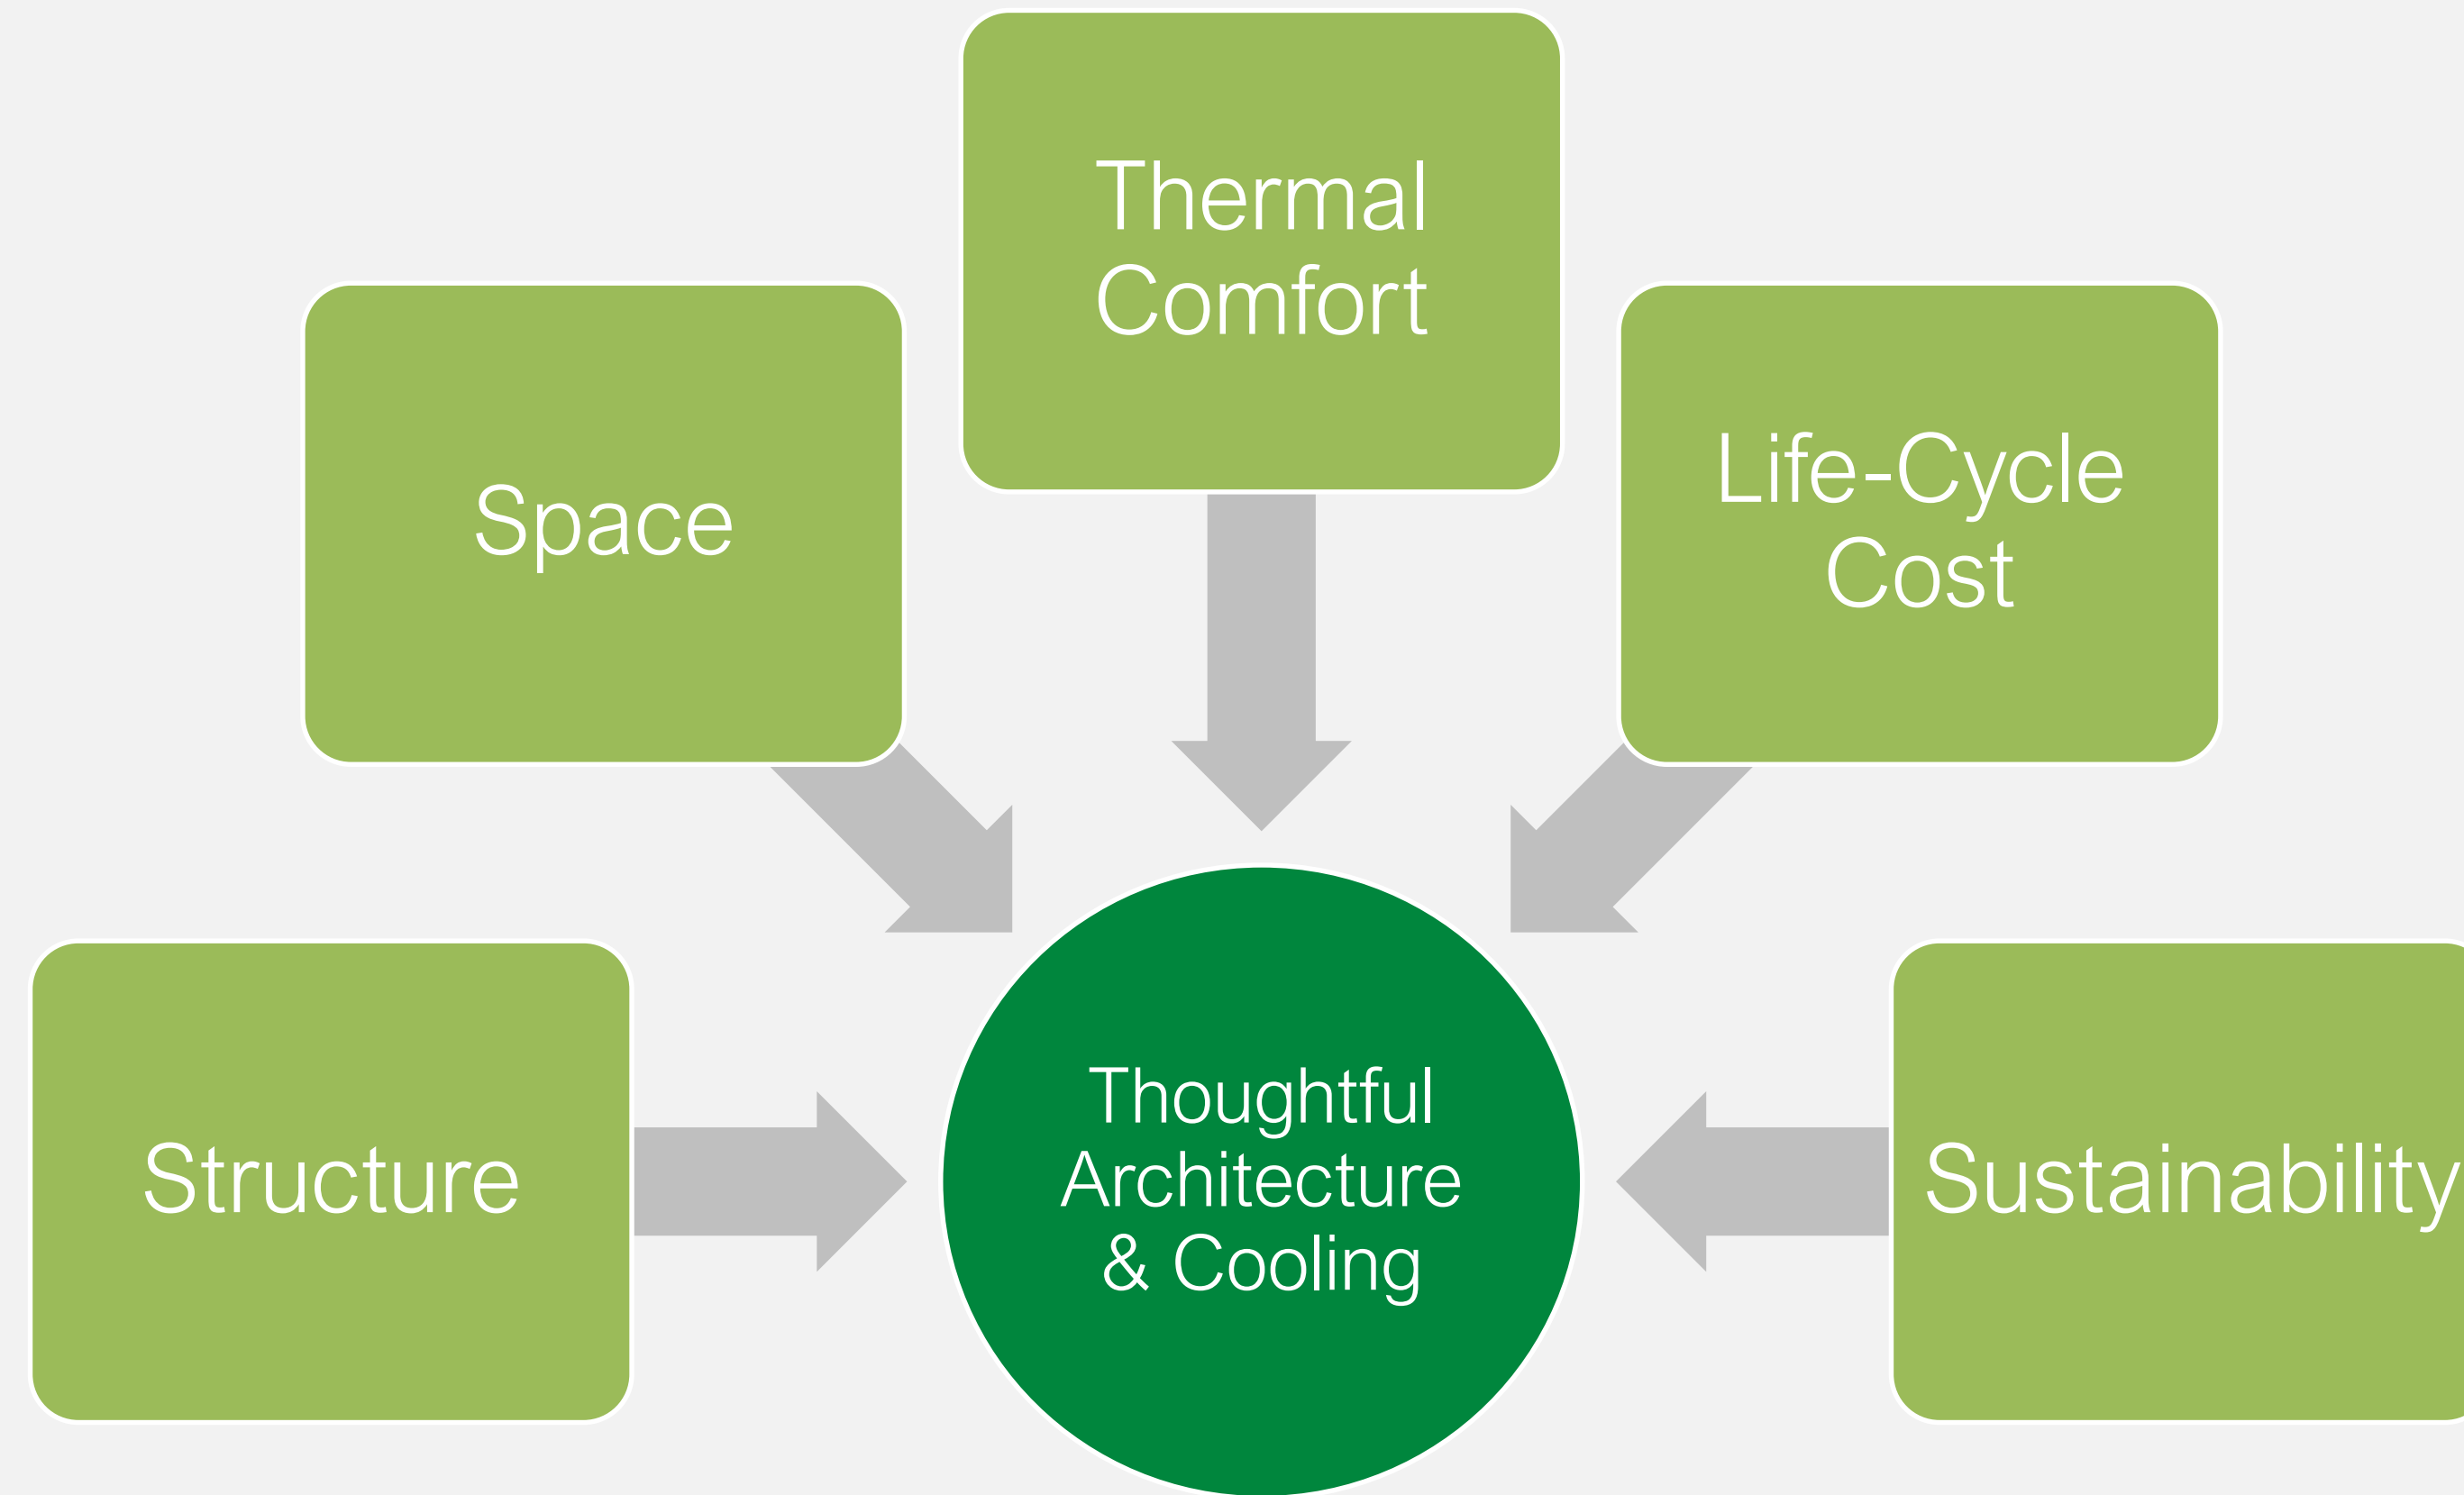 Thermal
Comfort
Space
Life-Cycle
Cost
Structure
Thoughtful
Architecture
& Cooling
Sustainability